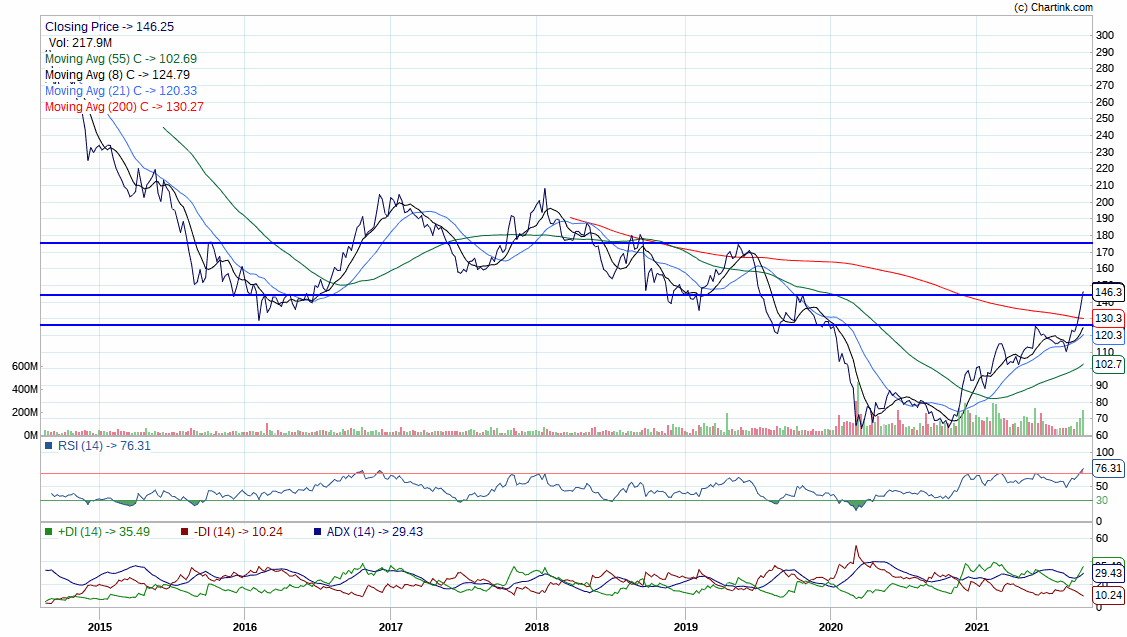 (c) Chartink.com
Closing Price -> 146.25
Vol: 217.9M
Moving Avg (55) C -> 102.69
Moving Avg (8) C -> 124.79
Moving Avg (21) C -> 120.33
Moving Avg (200) C -> 130.27
300
290
280
270
260
250
240
230
220
210
200
190
180
170
160
146.3
130.3
120.3
110
102.7
90
80
70
60
600M
400M
200M
0M
RSI (14) -> 76.31
100
76.31
50
30
0
+DI (14) -> 35.49 -DI (14) -> 10.24 ADX (14) -> 29.43
60
29.43
10.24
0
2015 2016 2017 2018 2019 2020 2021